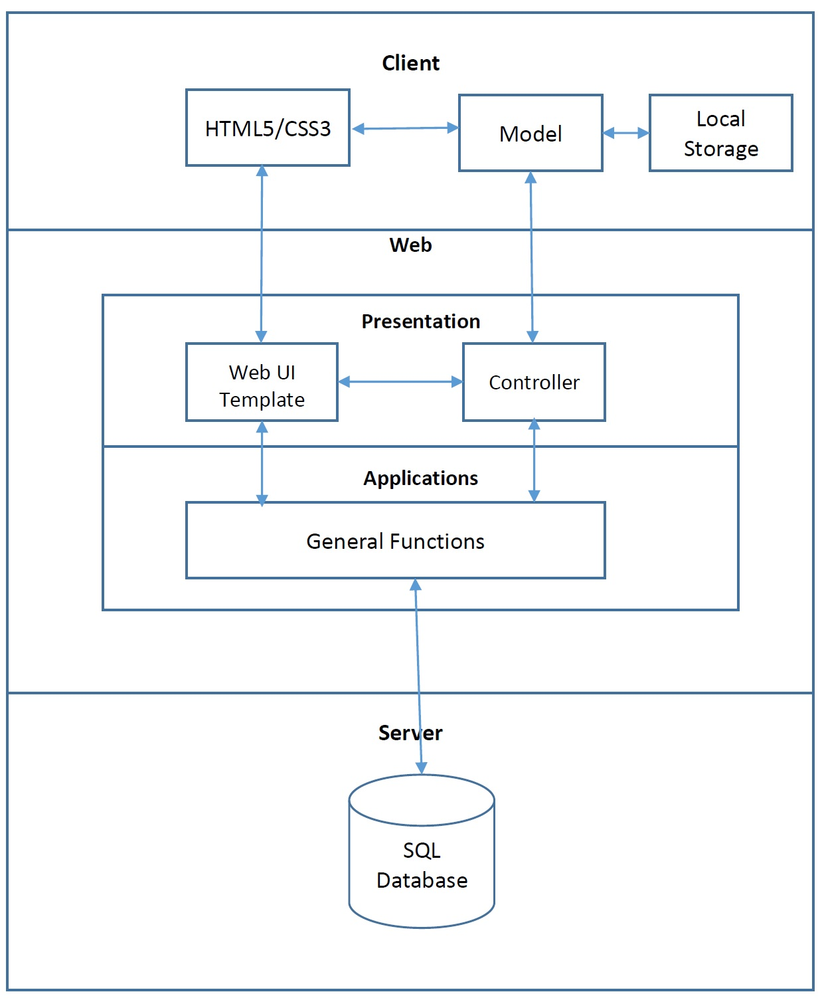 Client
HTML5/CSS3
Model
Local
Storage
Web
Presentation
Web UI
Template
Controller
Applications
General Functions
Server
SQL
Database